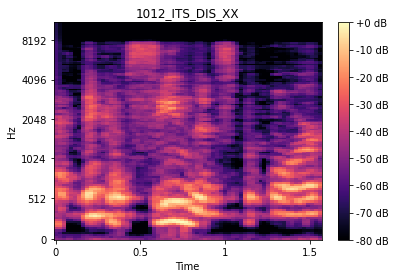 1012_ITS_DIS_XX
8192
4096
2048
1024
512
0
Hz
0
0.5
1
1.5
Time
+0 dB
-10 dB
-20 dB
-30 dB
-40 dB
-50 dB
-60 dB
-70 dB
-80 dB